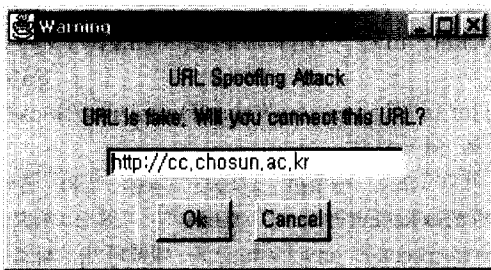 Warning
URL Spoofing Attack
URL is fake. Will you connect this URL?
http://cc.chosun.ac.kr
Ok Cancel